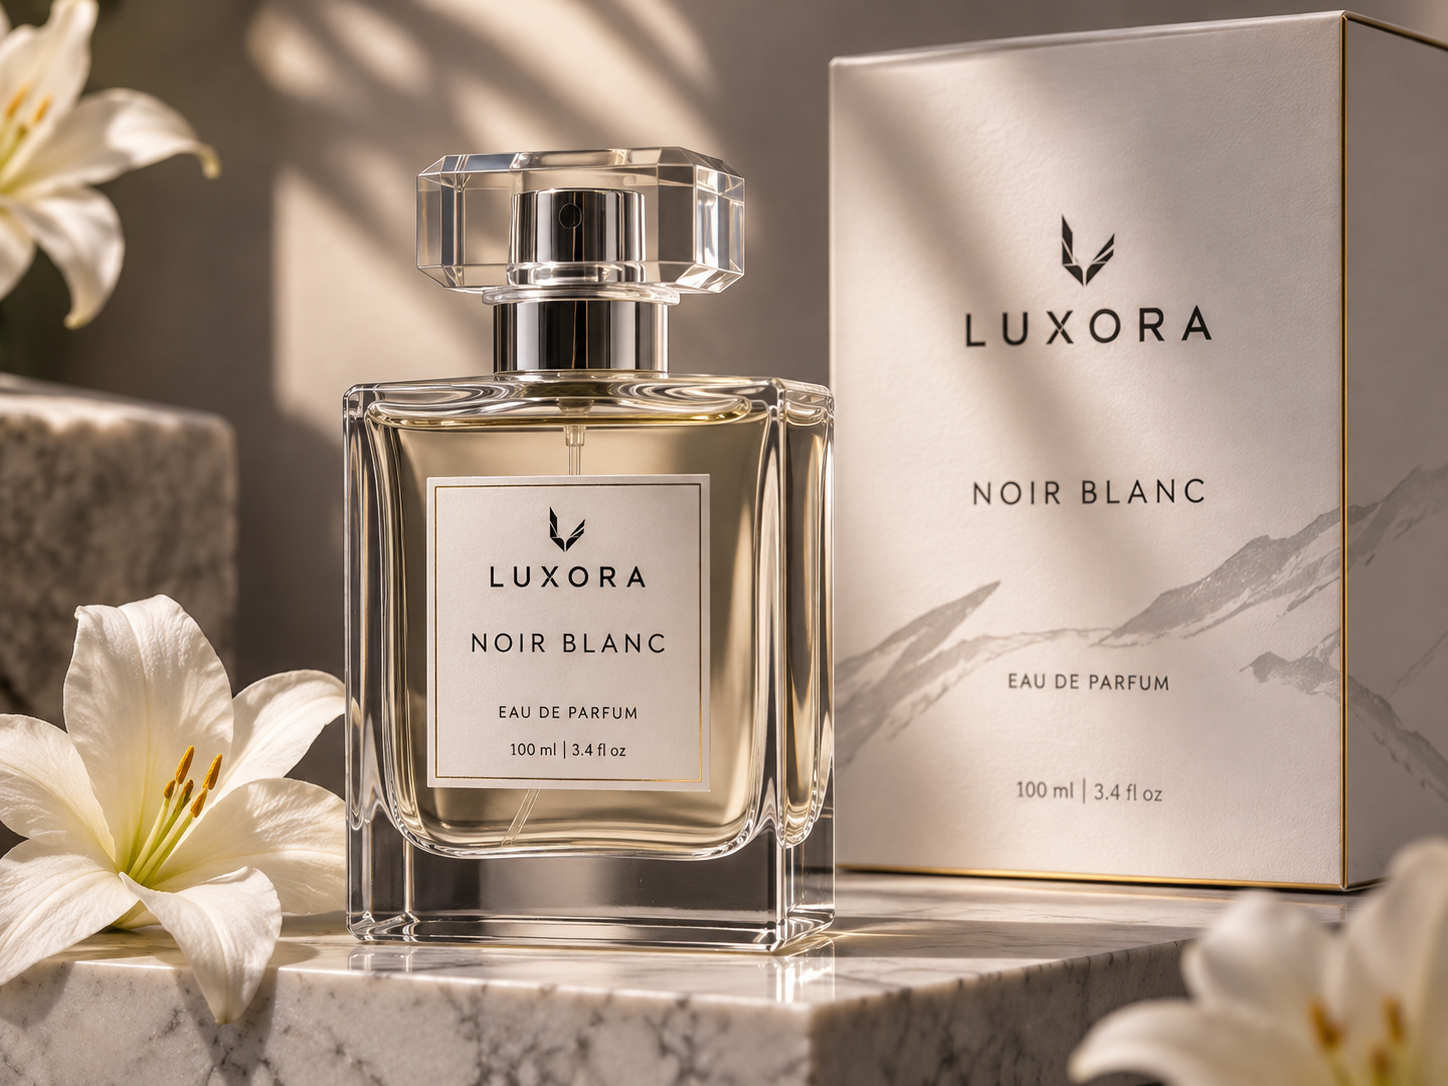 LUXORA
NOIR BLANC
EAU DE PARFUM
100 ml | 3.4 fl oz
LUXORA
NOIR BLANC
EAU DE PARFUM
100 ml | 3.4 fl oz